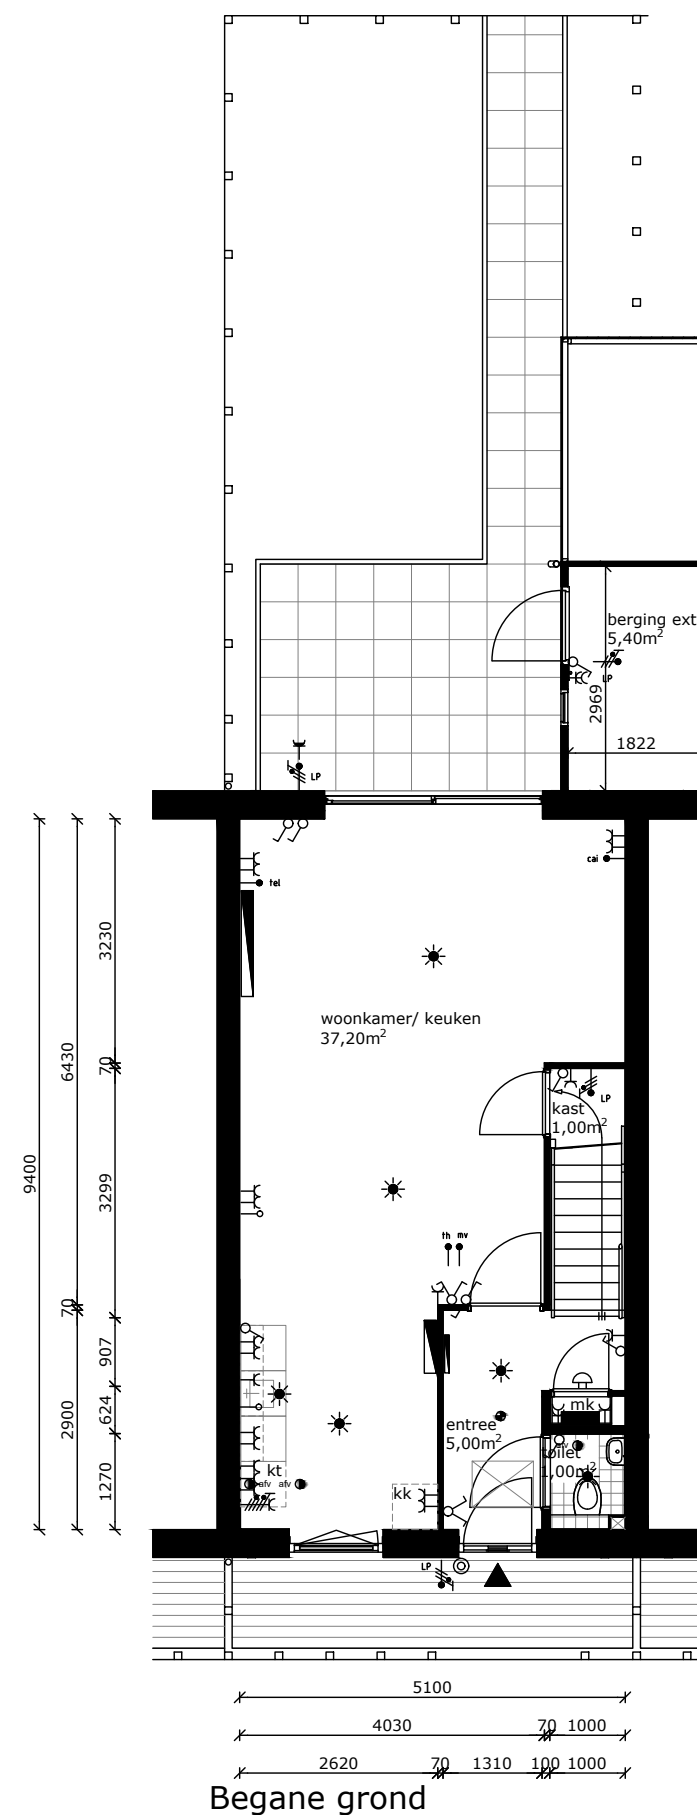 berging ext
5,40m²
LP
2969
1822
LP
cai
tel
3230
woonkamer/ keuken
37,20m²
6430
70
LP
kast
1,00m²
9400
3299
th mv
70
907
624
mk
2900
entree
5,00m²
afv
toilet
1,00m²
1270
kt
afv afv
kk
LP
5100
4030
70
1000
2620
70
1310
100
1000
Begane grond